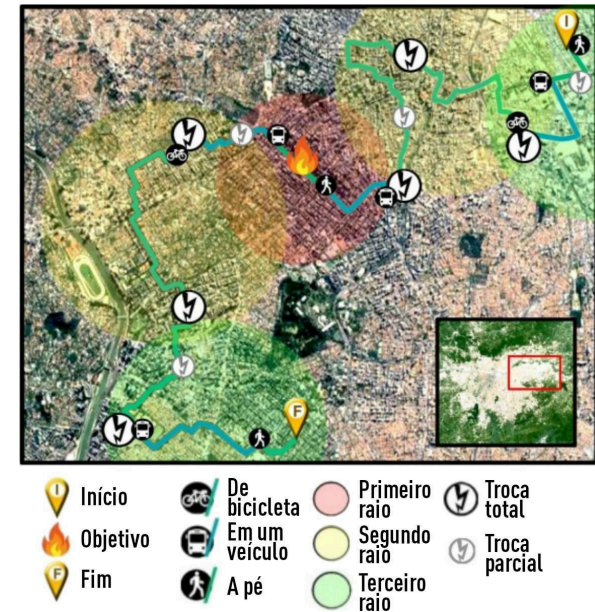 I
F
I Início
Objetivo
F Fim
De
bicicleta
Em um
veículo
A pé
Primeiro
raio
Segundo
raio
Terceiro
raio
Troca
total
Troca
parcial